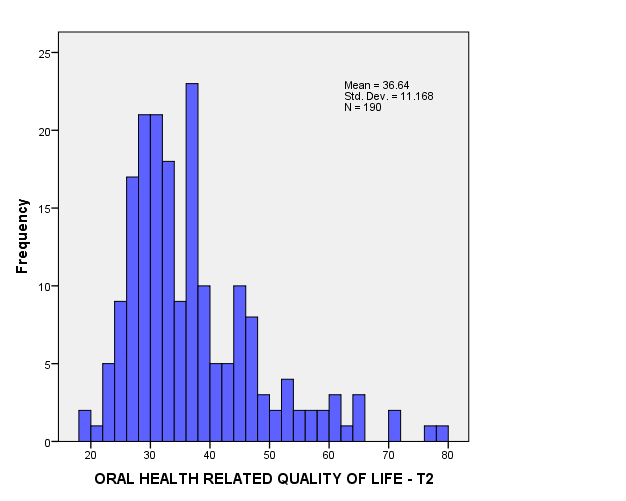 25
20
15
10
5
0
Frequency
Mean = 36.64
Std. Dev. = 11.168
N = 190
20 30 40 50 60 70 80
ORAL HEALTH RELATED QUALITY OF LIFE - T2